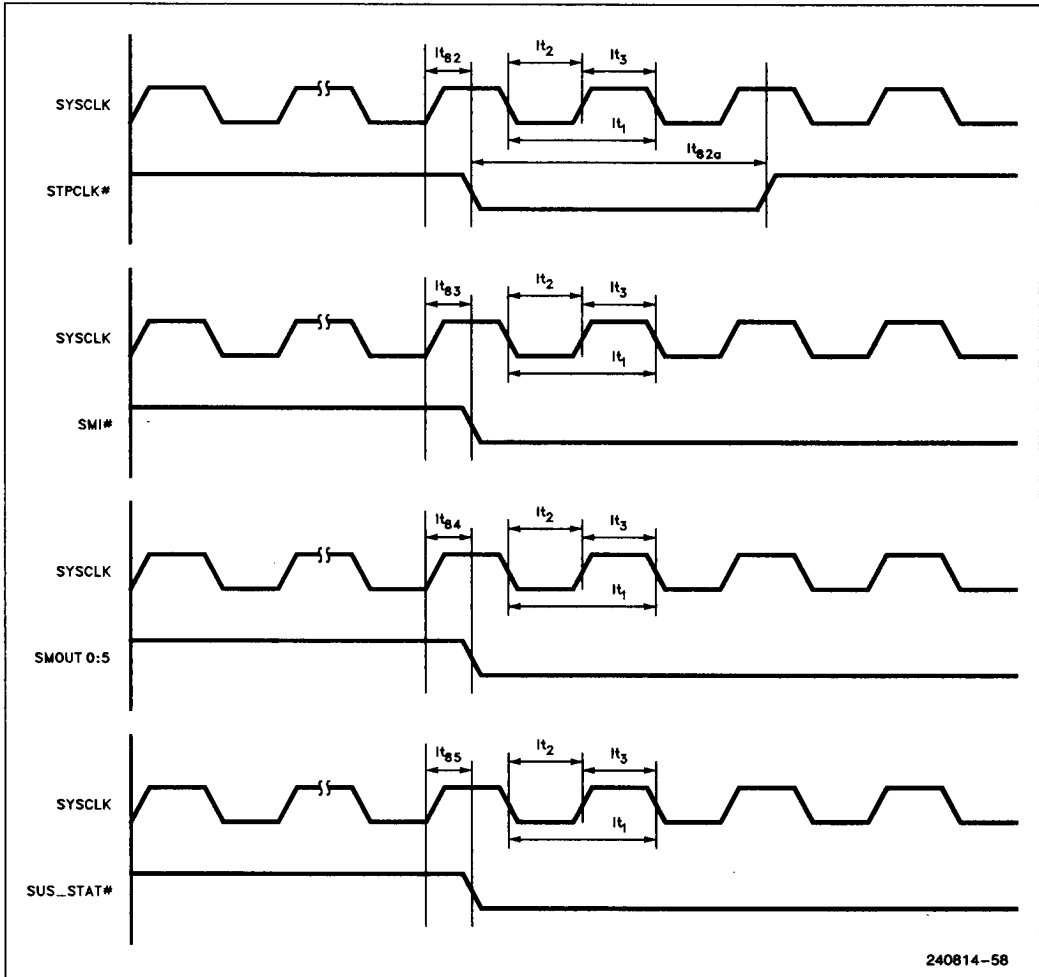 It82 It2 It3
SYSCLK
It1
It82a
STPCLK#
It83 It2 It3
SYSCLK
It1
SMI#
It84 It2 It3
SYSCLK
It1
SMOUT 0:5
It85 It2 It3
SYSCLK
It1
SUS_STAT#
240814-58